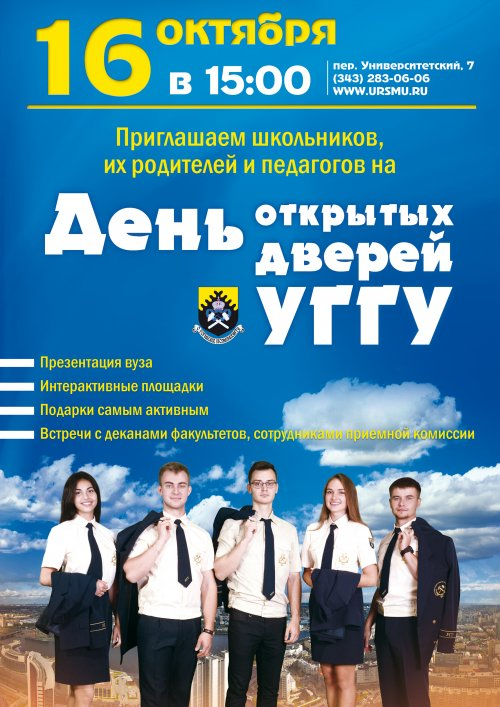 16 октября
в 15:00
пер. Университетский, 7
(343) 283-06-06
WWW.URSMU.RU
Приглашаем школьников,
их родителей и педагогов на
День открытых
дверей
УГГУ
Презентация вуза
Интерактивные площадки
Подарки самым активным
Встречи с деканами факультетов, сотрудниками приемной комиссии